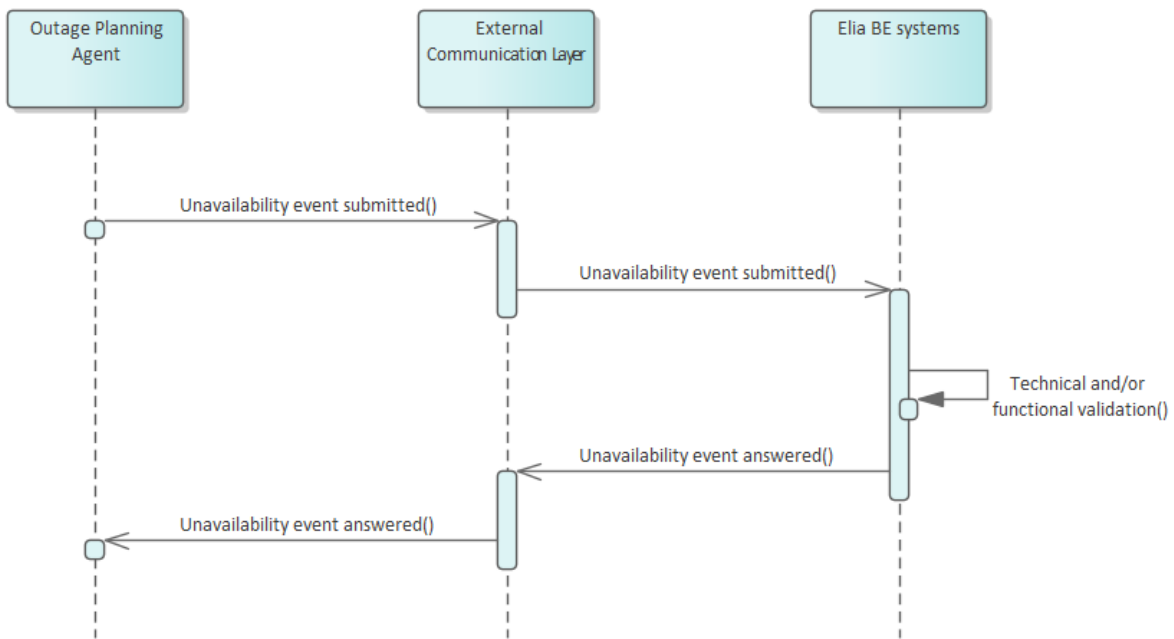 Outage Planning
Agent
External
Communication Layer
Elia BE systems
Unavailability event submitted()
Unavailability event submitted()
Technical and/or
functional validation()
Unavailability event answered()
Unavailability event answered()